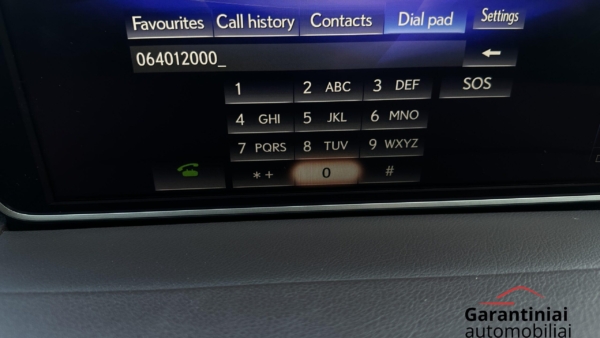 Favourites Call history Contacts Dial pad Settings
064012000_
1 2 ABC 3 DEF SOS
4 GHI 5 JKL 6 MNO
7 PQRS 8 TUV 9 WXYZ
*+ 0 #
Garantiniai
automobiliai